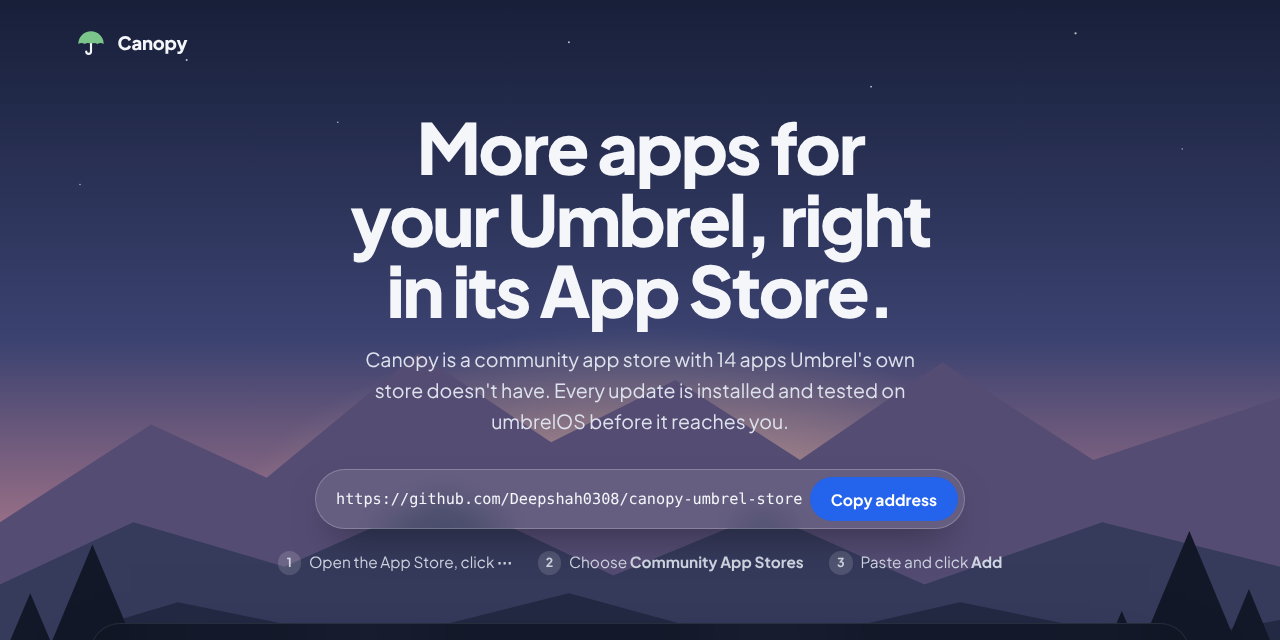 Canopy
More apps for
your Umbrel, right
in its App Store.
Canopy is a community app store with 14 apps Umbrel's own
store doesn't have. Every update is installed and tested on
umbrelOS before it reaches you.
https://github.com/Deepshah0308/canopy-umbrel-store Copy address
1 Open the App Store, click ··· 2 Choose Community App Stores 3 Paste and click Add